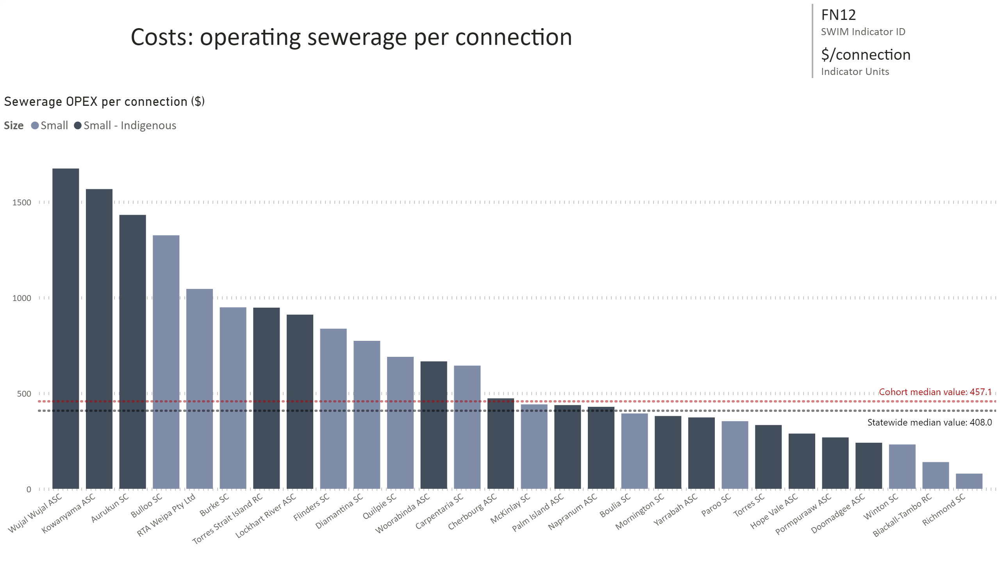 Costs: operating sewerage per connection
FN12
SWIM Indicator ID
$/connection
Indicator Units
Sewerage OPEX per connection ($)
Size Small Small - Indigenous
1500
1000
500
0
Cohort median value: 457.1
Statewide median value: 408.0
Wujal Wujal ASC
Kowanyama ASC
Aurukun SC
Bulloo SC
RTA Weipa Pty Ltd
Burke SC
Torres Strait Island RC
Lockhart River ASC
Flinders SC
Diamantina SC
Quilpie SC
Woorabinda ASC
Carpentaria SC
Cherbourg ASC
McKinlay SC
Palm Island ASC
Napranum ASC
Boulia SC
Mornington SC
Yarrabah ASC
Paroo SC
Torres SC
Hope Vale ASC
Pormpuraaw ASC
Doomadgee ASC
Winton SC
Blackall-Tambo RC
Richmond SC